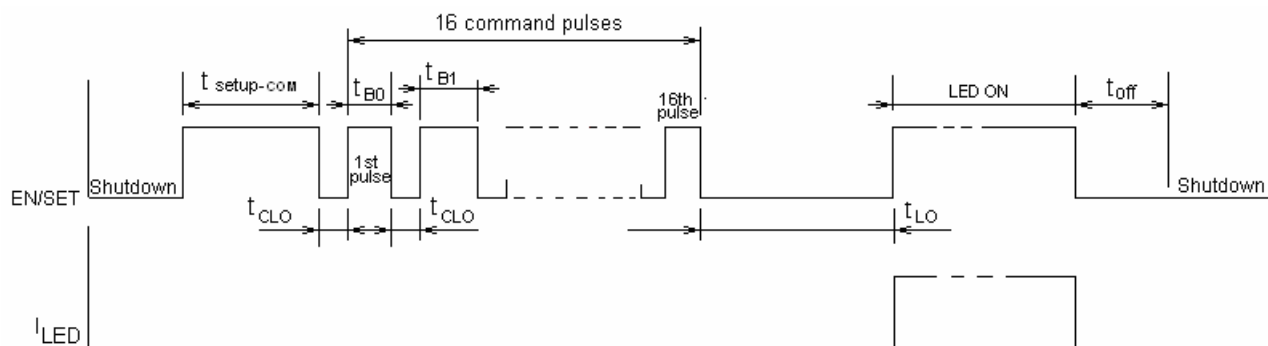 16 command pulses
t setup-com
tB0
tB1
16th
pulse
LED ON
toff
1st
pulse
EN/SET
Shutdown
Shutdown
tCLO
tCLO
tLO
ILED